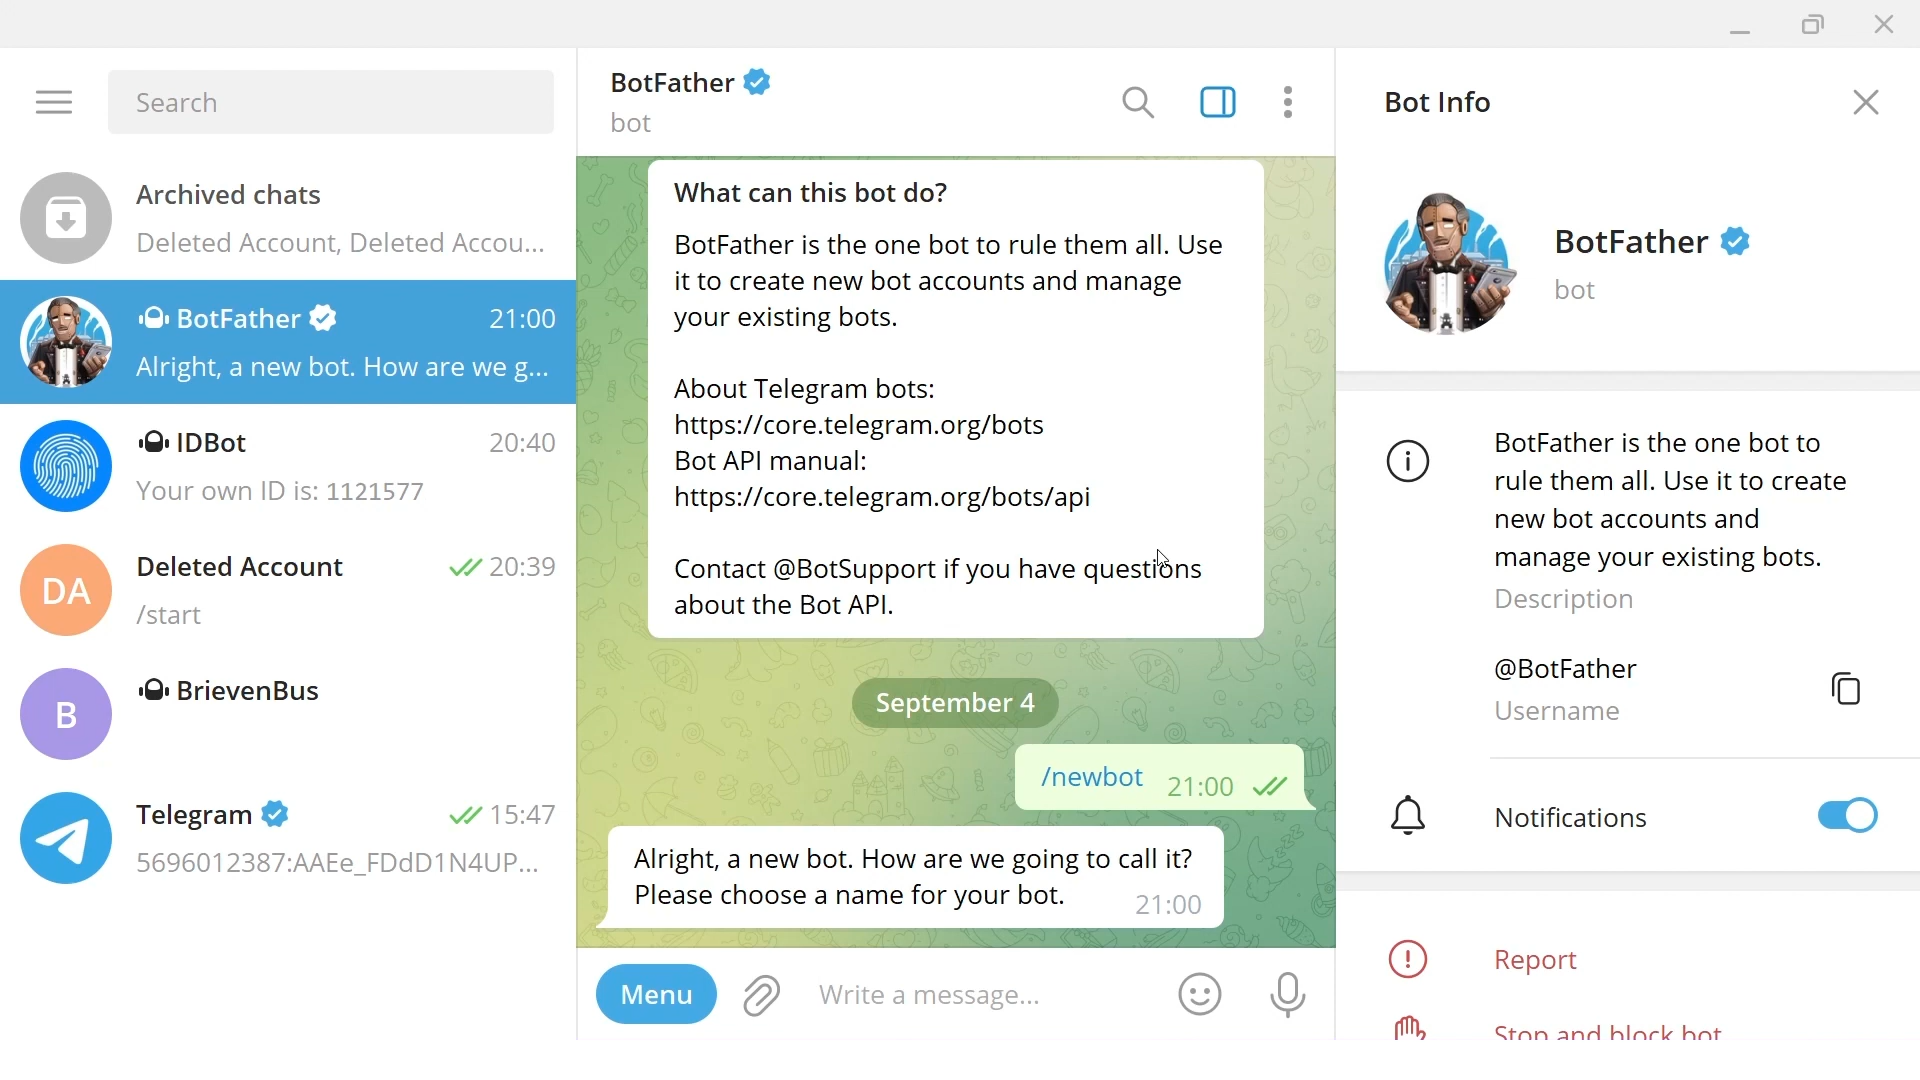 Search
Archived chats
Deleted Account, Deleted Accou...
BotFather
21:00
Alright, a new bot. How are we g...
IDBot
20:40
Your own ID is: 1121577
DA
Deleted Account
20:39
/start
B
BrievenBus
Telegram
15:47
5696012387:AAEe_FDdD1N4UP...
BotFather
bot
What can this bot do?
BotFather is the one bot to rule them all. Use
it to create new bot accounts and manage
your existing bots.
About Telegram bots:
https://core.telegram.org/bots
Bot API manual:
https://core.telegram.org/bots/api
Contact @BotSupport if you have questions
about the Bot API.
September 4
/newbot
21:00
Alright, a new bot. How are we going to call it?
Please choose a name for your bot.
21:00
Menu
Write a message...
Bot Info
BotFather
bot
BotFather is the one bot to
rule them all. Use it to create
new bot accounts and
manage your existing bots.
Description
@BotFather
Username
Notifications
Report
Stop and block bot